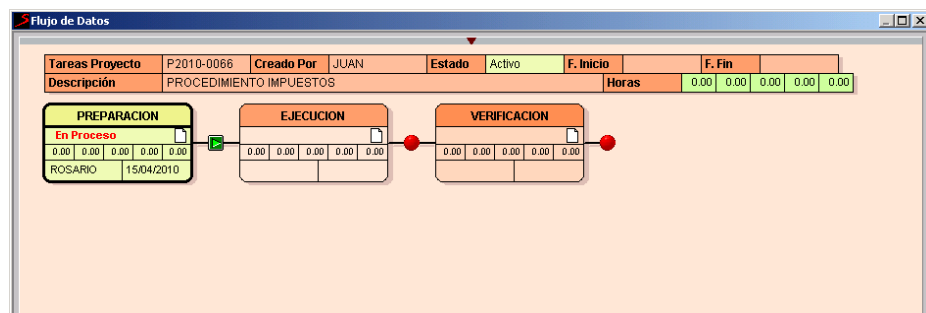 Flujo de Datos
Tareas Proyecto P2010-0066 Creado Por JUAN Estado Activo F. Inicio F. Fin
Descripción PROCEDIMIENTO IMPUESTOS Horas 0.00 0.00 0.00 0.00 0.00
PREPARACION EJECUCION VERIFICACION
En Proceso
0.00 0.00 0.00 0.00 0.00 0.00 0.00 0.00 0.00 0.00 0.00 0.00 0.00 0.00 0.00
ROSARIO 15/04/2010